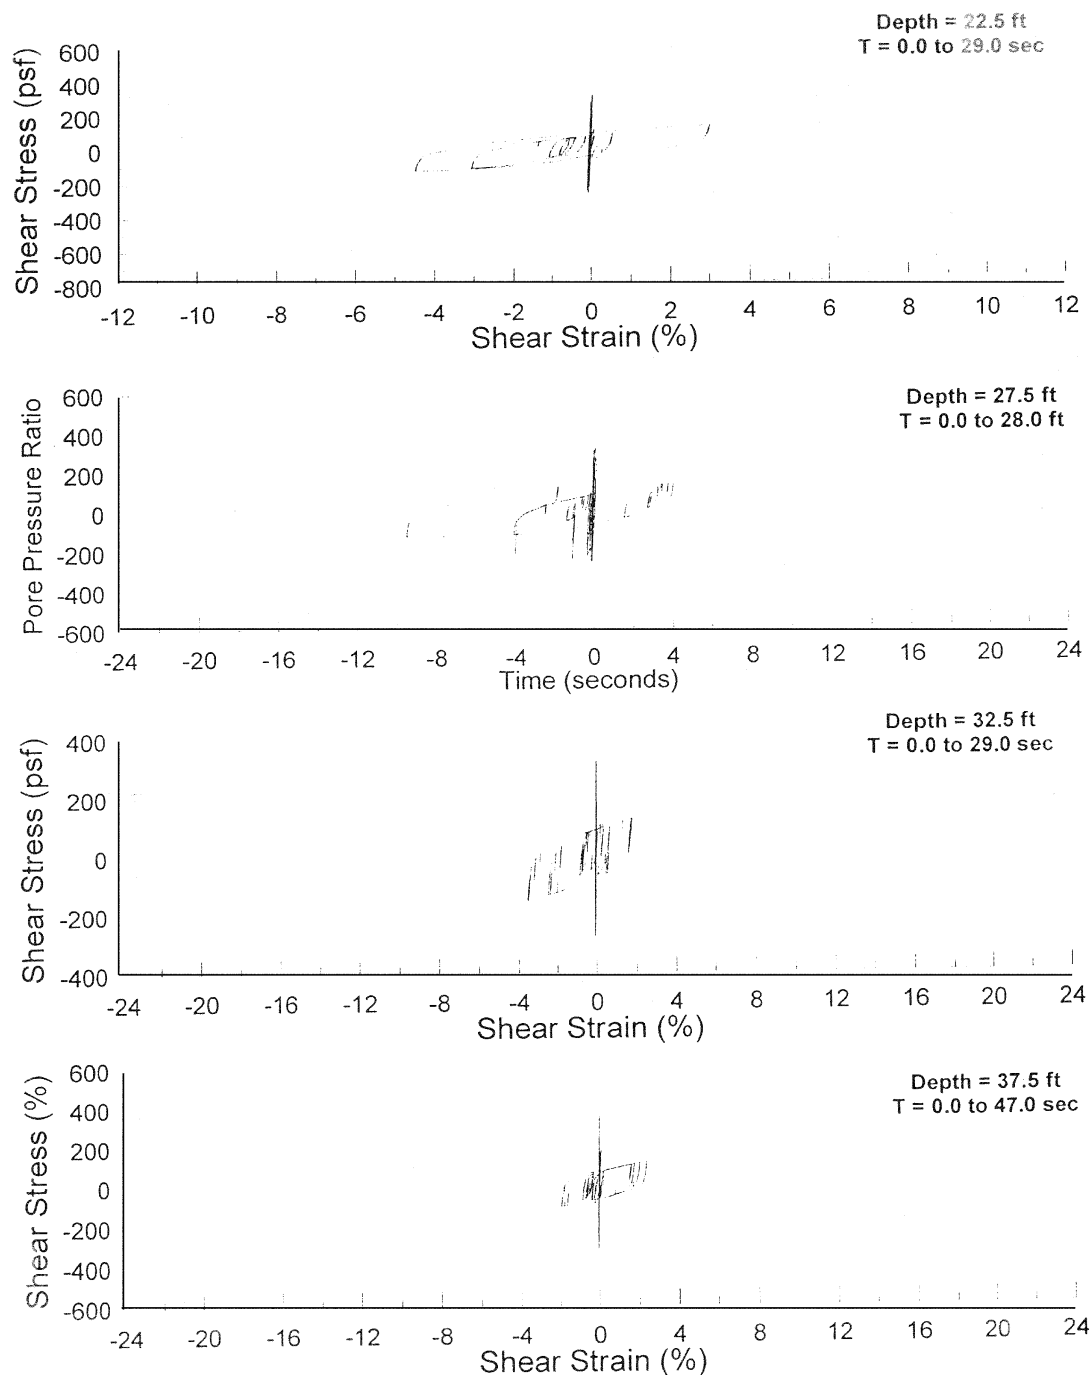 Depth = 22.5 ft
T = 0.0 to 29.0 sec
Shear Stress (psf)
600
400
200
0
-200
-400
-600
-800
-12 -10 -8 -6 -4 -2 0 2 4 6 8 10 12
Shear Strain (%)
Depth = 27.5 ft
T = 0.0 to 28.0 ft
Pore Pressure Ratio
600
400
200
0
-200
-400
-600
-24 -20 -16 -12 -8 -4 0 4 8 12 16 20 24
Time (seconds)
Depth = 32.5 ft
T = 0.0 to 29.0 sec
Shear Stress (psf)
400
200
0
-200
-400
-24 -20 -16 -12 -8 -4 0 4 8 12 16 20 24
Shear Strain (%)
Depth = 37.5 ft
T = 0.0 to 47.0 sec
Shear Stress (%)
600
400
200
0
-200
-400
-600
-24 -20 -16 -12 -8 -4 0 4 8 12 16 20 24
Shear Strain (%)